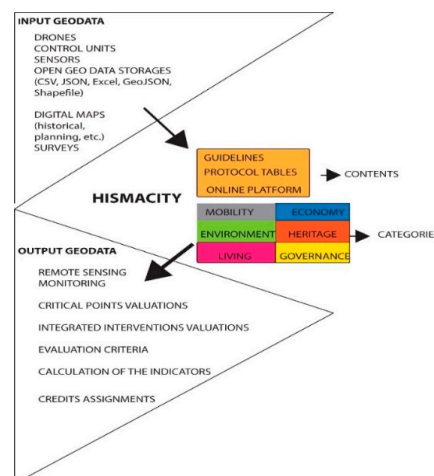 INPUT GEODATA
DRONES
CONTROL UNITS
SENSORS
OPEN GEO DATA STORAGES
(CSV, JSON, Excel, GeoJSON,
Shapefile)
DIGITAL MAPS
(historical,
planning, etc.)
SURVEYS
GUIDELINES
PROTOCOL TABLES
ONLINE PLATFORM
CONTENTS
HISMACITY
MOBILITY
ECONOMY
ENVIRONMENT
HERITAGE
CATEGORIE
LIVING
GOVERNANCE
OUTPUT GEODATA
REMOTE SENSING
MONITORING
CRITICAL POINTS VALUATIONS
INTEGRATED INTERVENTIONS VALUATIONS
EVALUATION CRITERIA
CALCULATION OF THE INDICATORS
CREDITS ASSIGNMENTS